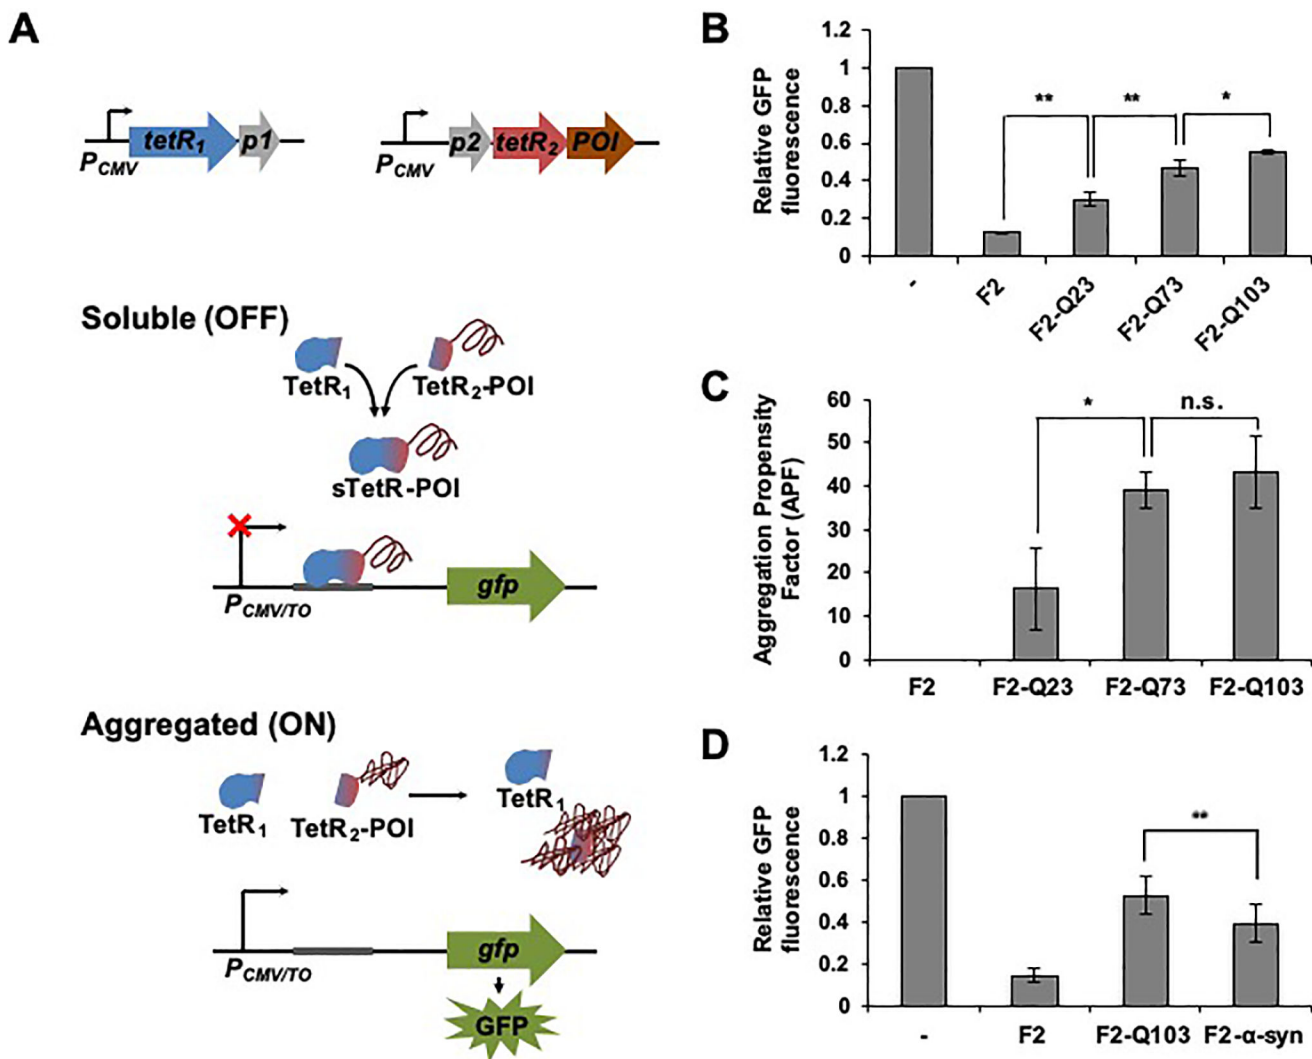 A
tetR1 p1
PCMV
p2 tetR2 POI
PCMV
Soluble (OFF)
TetR1
TetR2-POI
sTetR-POI
gfp
PCMV/TO
Aggregated (ON)
TetR1
TetR2-POI
TetR1
gfp
PCMV/TO
GFP
B
Relative GFP
fluorescence
1.2
1
0.8
0.6
0.4
0.2
0
** ** *
- F2 F2-Q23 F2-Q73 F2-Q103
C
Aggregation Propensity
Factor (APF)
60
50
40
30
20
10
0
* n.s.
F2 F2-Q23 F2-Q73 F2-Q103
D
Relative GFP
fluorescence
1.2
1
0.8
0.6
0.4
0.2
0
**
- F2 F2-Q103 F2-α-syn